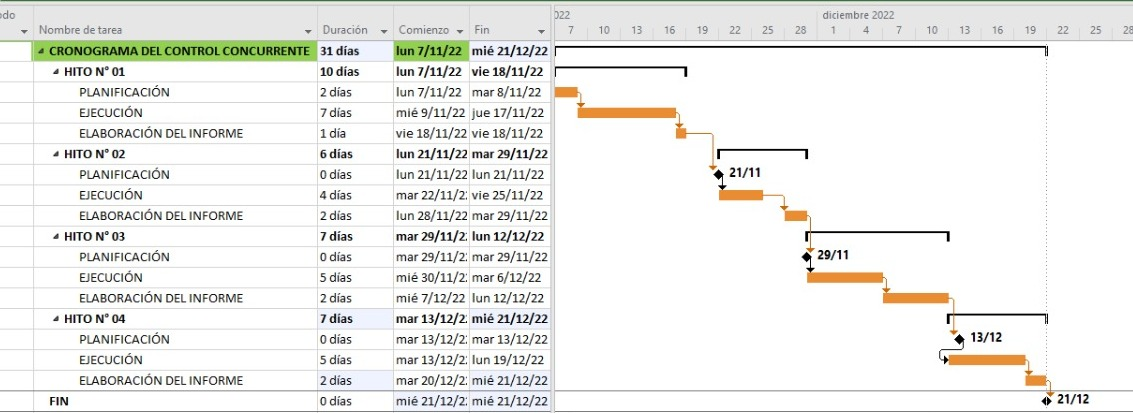 odo Nombre de tarea Duración Comienzo Fin
022 diciembre 2022
7 10 13 16 19 22 25 28 1 4 7 10 13 16 19 22 25 28
CRONOGRAMA DEL CONTROL CONCURRENTE 31 días lun 7/11/22 mié 21/12/22
HITO N° 01 10 días lun 7/11/22 vie 18/11/22
PLANIFICACIÓN 2 días lun 7/11/22 mar 8/11/22
EJECUCIÓN 7 días mié 9/11/22 jue 17/11/22
ELABORACIÓN DEL INFORME 1 día vie 18/11/22 vie 18/11/22
HITO N° 02 6 días lun 21/11/22 mar 29/11/22
PLANIFICACIÓN 0 días lun 21/11/22 lun 21/11/22 21/11
EJECUCIÓN 4 días mar 22/11/2 vie 25/11/22
ELABORACIÓN DEL INFORME 2 días lun 28/11/22 mar 29/11/22
HITO N° 03 7 días mar 29/11/2 lun 12/12/22
PLANIFICACIÓN 0 días mar 29/11/2 mar 29/11/22 29/11
EJECUCIÓN 5 días mié 30/11/2 mar 6/12/22
ELABORACIÓN DEL INFORME 2 días mié 7/12/22 lun 12/12/22
HITO N° 04 7 días mar 13/12/2 mié 21/12/22
PLANIFICACIÓN 0 días mar 13/12/2 mar 13/12/22 13/12
EJECUCIÓN 5 días mar 13/12/2 lun 19/12/22
ELABORACIÓN DEL INFORME 2 días mar 20/12/2 mié 21/12/22
FIN 0 días mié 21/12/2 mié 21/12/22 21/12